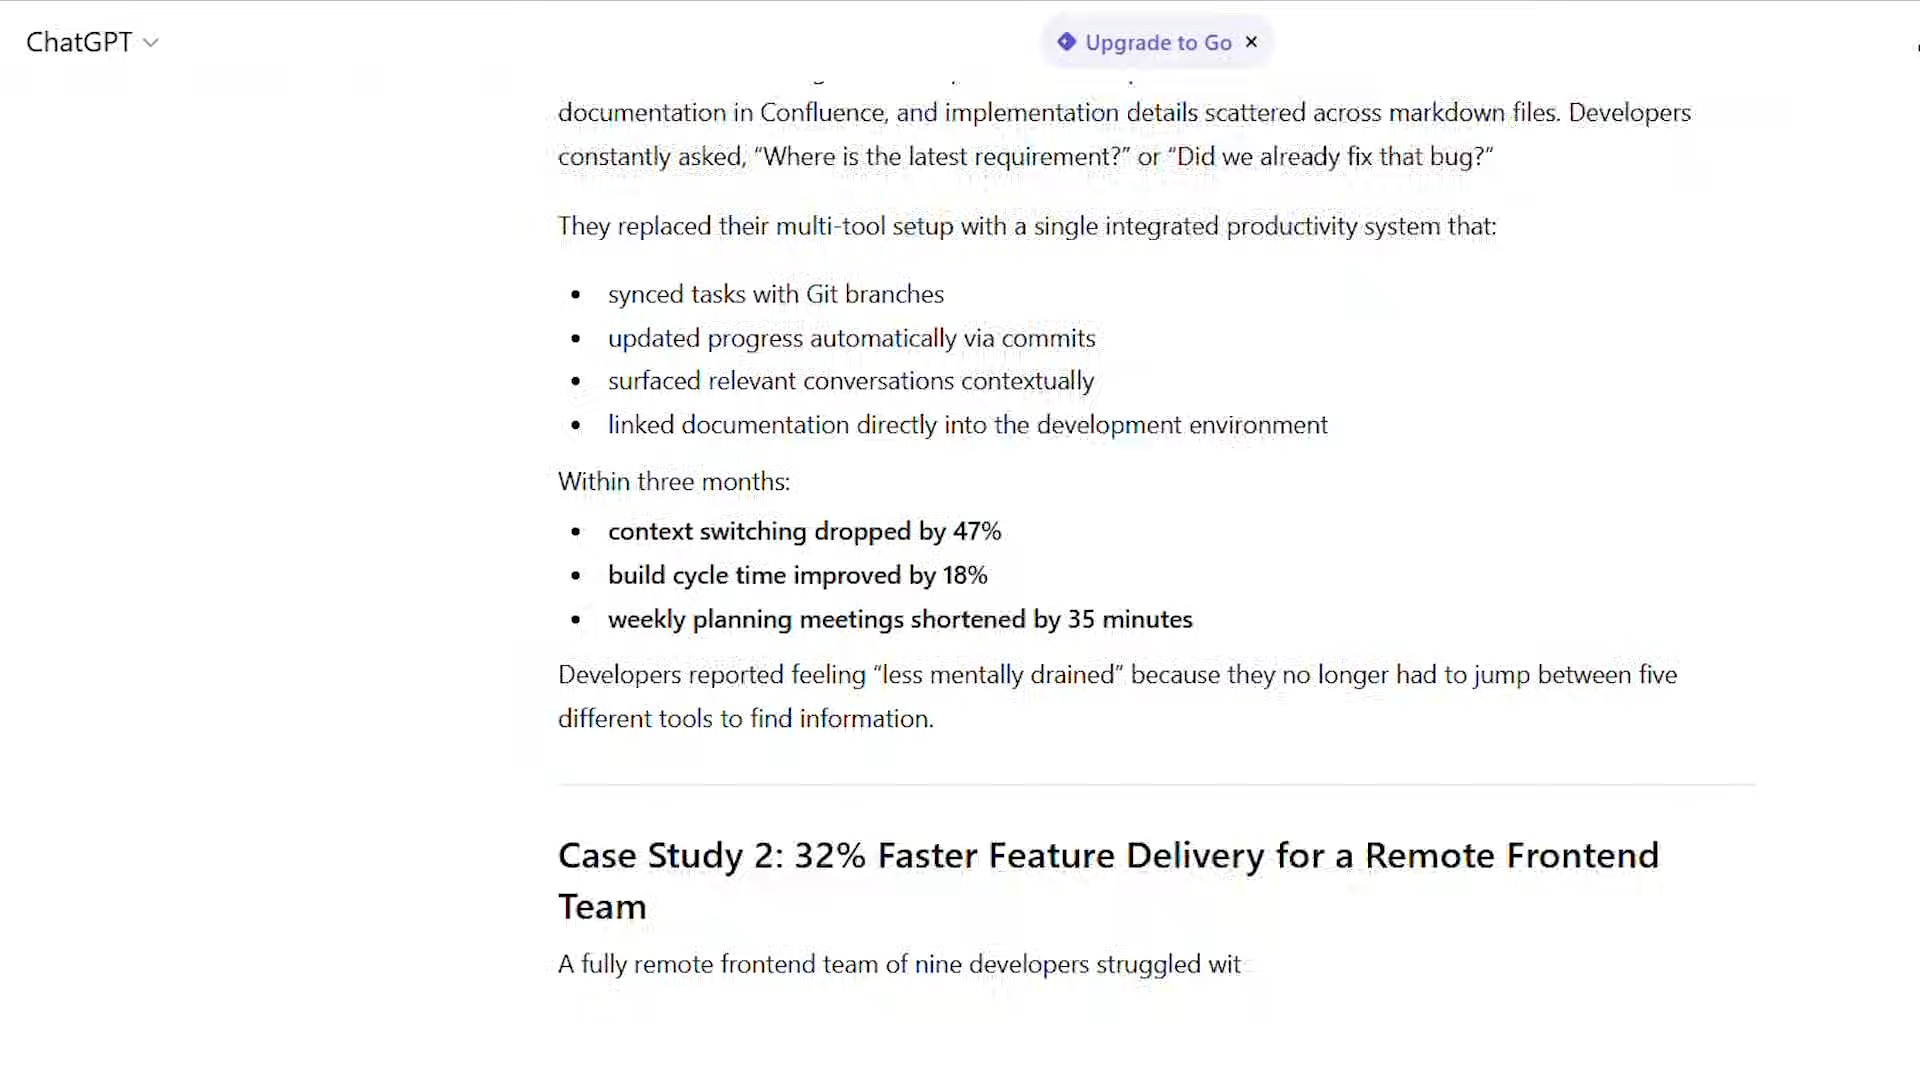 ChatGPT
Upgrade to Go ×
documentation in Confluence, and implementation details scattered across markdown files. Developers
constantly asked, “Where is the latest requirement?” or “Did we already fix that bug?”
They replaced their multi-tool setup with a single integrated productivity system that:
• synced tasks with Git branches
• updated progress automatically via commits
• surfaced relevant conversations contextually
• linked documentation directly into the development environment
Within three months:
• context switching dropped by 47%
• build cycle time improved by 18%
• weekly planning meetings shortened by 35 minutes
Developers reported feeling “less mentally drained” because they no longer had to jump between five
different tools to find information.
Case Study 2: 32% Faster Feature Delivery for a Remote Frontend
Team
A fully remote frontend team of nine developers struggled wit